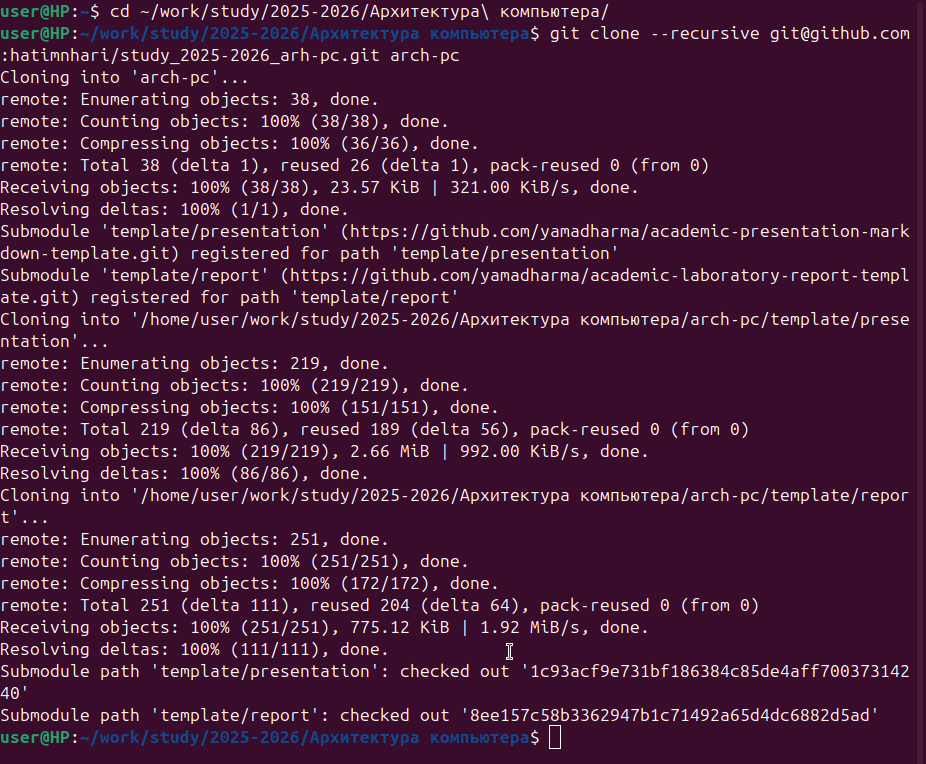 user@HP:~$ cd ~/work/study/2025-2026/Архитектура\ компьютера/
user@HP:~/work/study/2025-2026/Архитектура компьютера$ git clone --recursive git@github.com
:hatimnhari/study_2025-2026_arh-pc.git arch-pc
Cloning into 'arch-pc'...
remote: Enumerating objects: 38, done.
remote: Counting objects: 100% (38/38), done.
remote: Compressing objects: 100% (36/36), done.
remote: Total 38 (delta 1), reused 26 (delta 1), pack-reused 0 (from 0)
Receiving objects: 100% (38/38), 23.57 KiB | 321.00 KiB/s, done.
Resolving deltas: 100% (1/1), done.
Submodule 'template/presentation' (https://github.com/yamadharma/academic-presentation-mark
down-template.git) registered for path 'template/presentation'
Submodule 'template/report' (https://github.com/yamadharma/academic-laboratory-report-templ
ate.git) registered for path 'template/report'
Cloning into '/home/user/work/study/2025-2026/Архитектура компьютера/arch-pc/template/prese
ntation'...
remote: Enumerating objects: 219, done.
remote: Counting objects: 100% (219/219), done.
remote: Compressing objects: 100% (151/151), done.
remote: Total 219 (delta 86), reused 189 (delta 56), pack-reused 0 (from 0)
Receiving objects: 100% (219/219), 2.66 MiB | 992.00 KiB/s, done.
Resolving deltas: 100% (86/86), done.
Cloning into '/home/user/work/study/2025-2026/Архитектура компьютера/arch-pc/template/repor
t'...
remote: Enumerating objects: 251, done.
remote: Counting objects: 100% (251/251), done.
remote: Compressing objects: 100% (172/172), done.
remote: Total 251 (delta 111), reused 204 (delta 64), pack-reused 0 (from 0)
Receiving objects: 100% (251/251), 775.12 KiB | 1.92 MiB/s, done.
Resolving deltas: 100% (111/111), done.
Submodule path 'template/presentation': checked out '1c93acf9e731bf186384c85de4aff700373142
40'
Submodule path 'template/report': checked out '8ee157c58b3362947b1c71492a65d4dc6882d5ad'
user@HP:~/work/study/2025-2026/Архитектура компьютера$